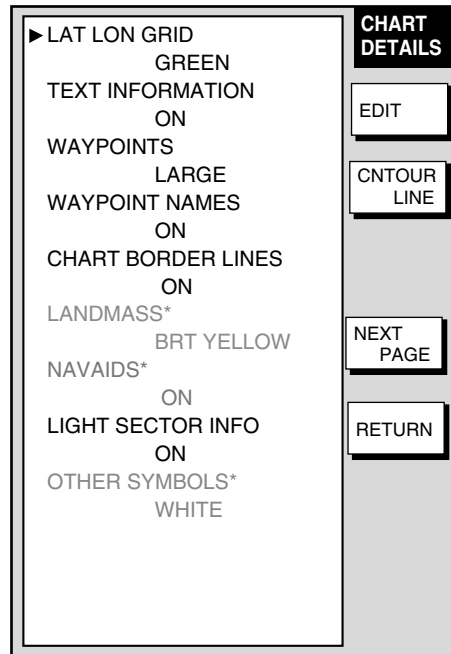 ►LAT LON GRID
GREEN
TEXT INFORMATION
ON
WAYPOINTS
LARGE
WAYPOINT NAMES
ON
CHART BORDER LINES
ON
LANDMASS*
BRT YELLOW
NAVAIDS*
ON
LIGHT SECTOR INFO
ON
OTHER SYMBOLS*
WHITE
CHART
DETAILS
EDIT
CNTOUR
LINE
NEXT
PAGE
RETURN